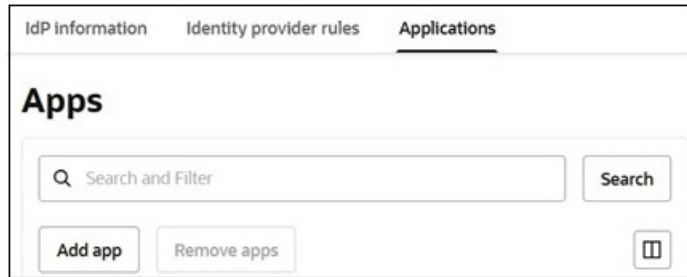 IdP information Identity provider rules Applications
Apps
Search and Filter Search
Add app Remove apps